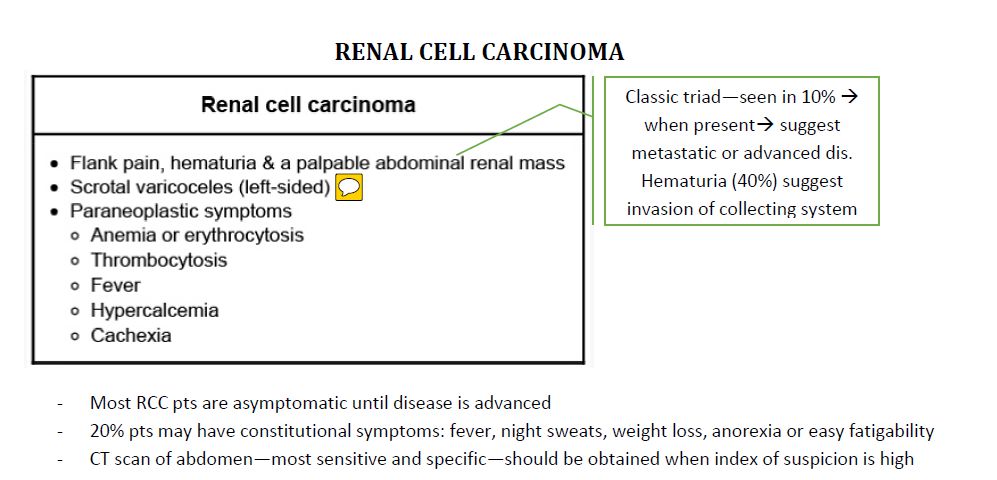 RENAL CELL CARCINOMA
Renal cell carcinoma
• Flank pain, hematuria & a palpable abdominal renal mass
• Scrotal varicoceles (left-sided)
• Paraneoplastic symptoms
o Anemia or erythrocytosis
o Thrombocytosis
o Fever
o Hypercalcemia
o Cachexia
Classic triad—seen in 10% →
when present→ suggest
metastatic or advanced dis.
Hematuria (40%) suggest
invasion of collecting system
- Most RCC pts are asymptomatic until disease is advanced
- 20% pts may have constitutional symptoms: fever, night sweats, weight loss, anorexia or easy fatigability
- CT scan of abdomen—most sensitive and specific—should be obtained when index of suspicion is high